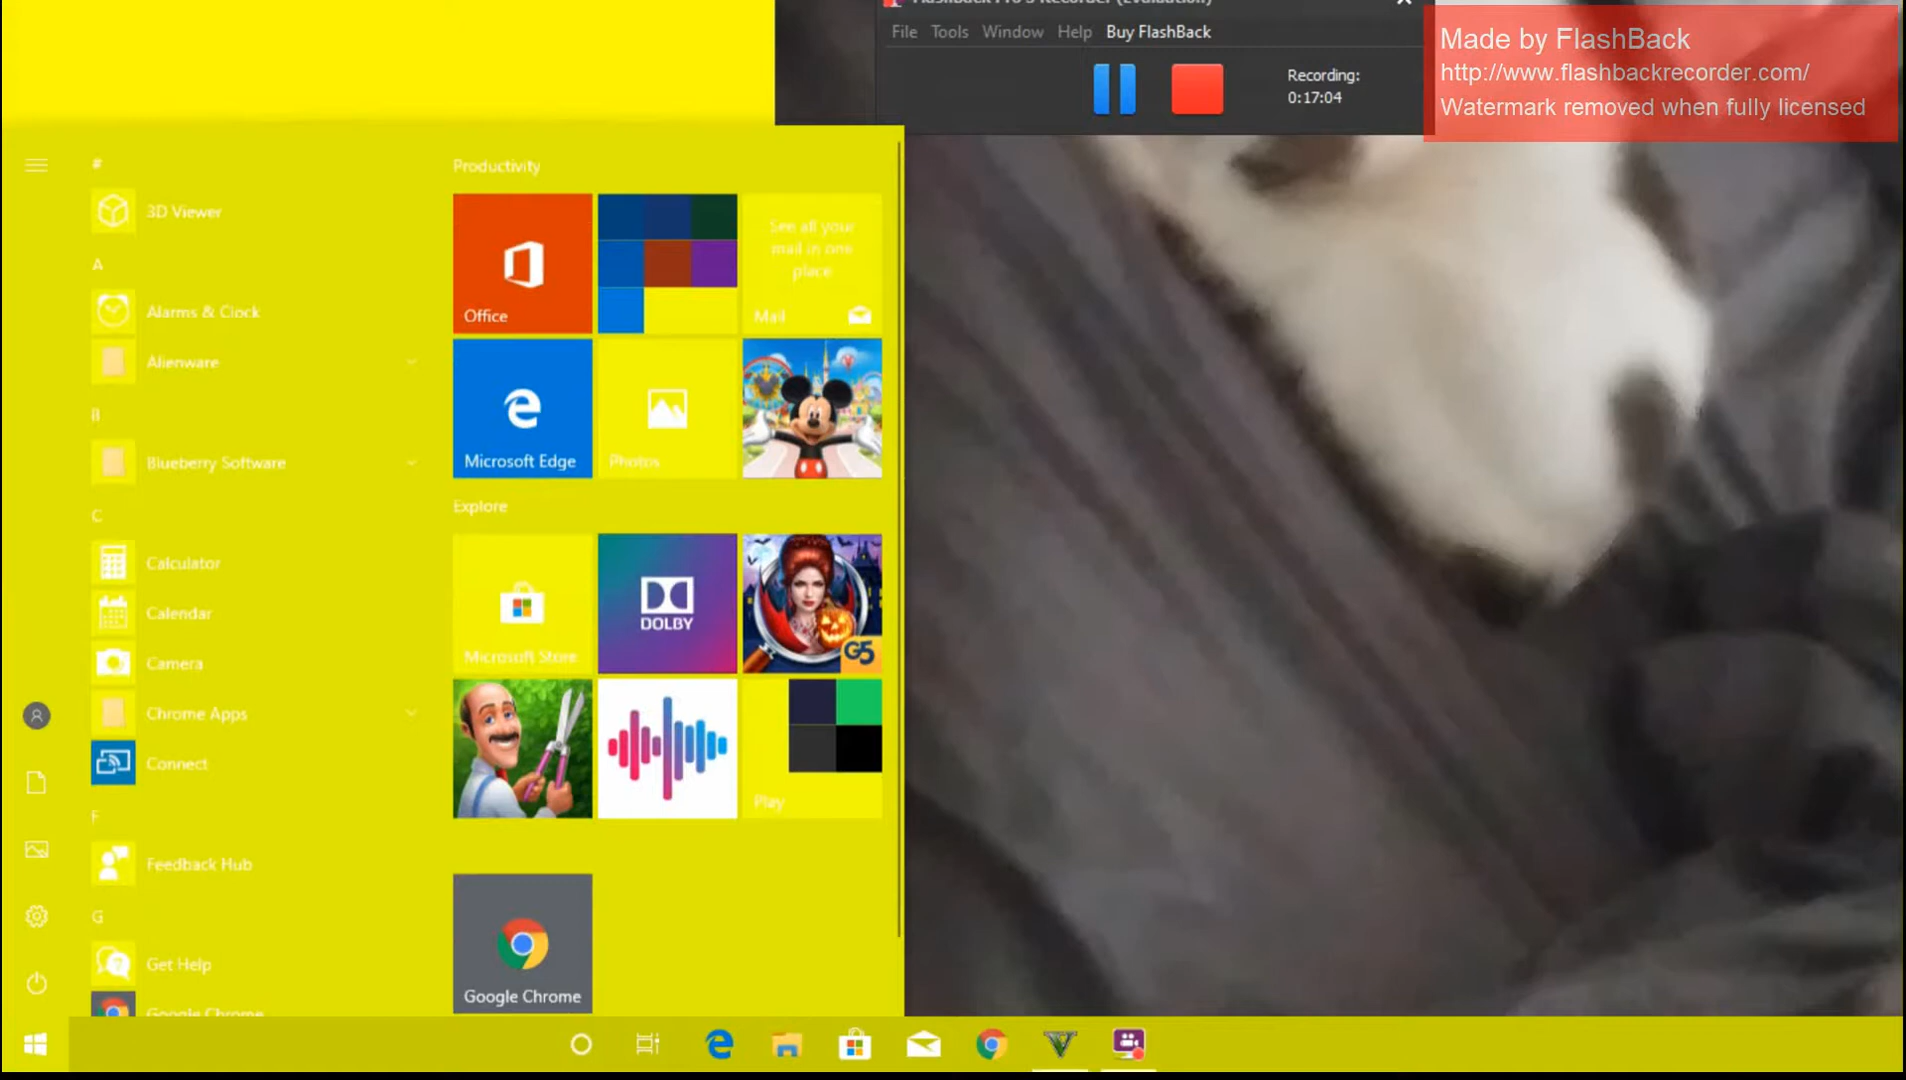 File Tools Window Help Buy FlashBack
Recording:
0:17:04
Made by FlashBack
http://www.flashbackrecorder.com/
Watermark removed when fully licensed
#
3D Viewer
A
Alarms & Clock
Alienware
B
Blueberry Software
C
Calculator
Calendar
Camera
Chrome Apps
Connect
F
Feedback Hub
G
Get Help
Google Chrome
Productivity
Office
See all your
mail in one
place
Mail
Microsoft Edge
Photos
Explore
Microsoft Store
DOLBY
G5
Play
Google Chrome